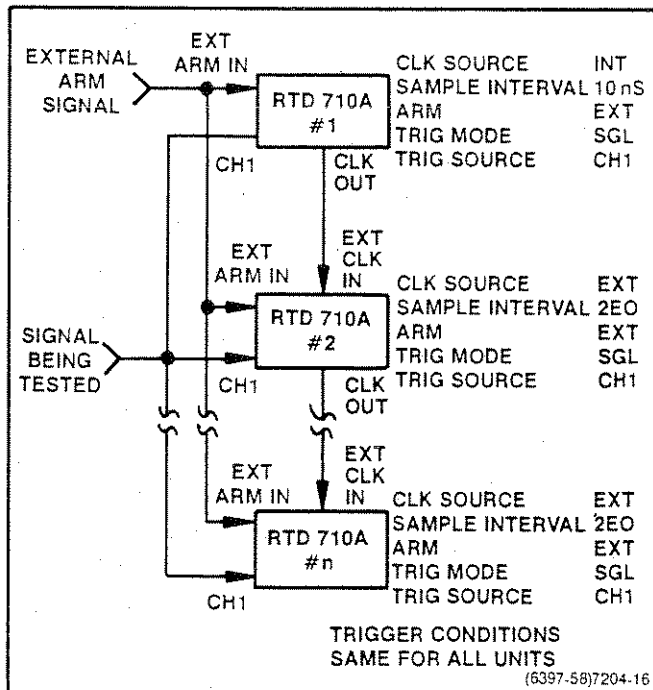 EXTERNAL
ARM
SIGNAL
EXT
ARM IN
RTD 710A
#1
CH1
CLK
OUT
CLK SOURCE INT
SAMPLE INTERVAL 10nS
ARM EXT
TRIG MODE SGL
TRIG SOURCE CH1
EXT
ARM IN
EXT
CLK
IN
SIGNAL
BEING
TESTED
RTD 710A
#2
CH1
CLK
OUT
CLK SOURCE EXT
SAMPLE INTERVAL 2EO
ARM EXT
TRIG MODE SGL
TRIG SOURCE CH1
EXT
ARM IN
EXT
CLK
IN
RTD 710A
#n
CH1
CLK SOURCE EXT
SAMPLE INTERVAL 2EO
ARM EXT
TRIG MODE SGL
TRIG SOURCE CH1
TRIGGER CONDITIONS
SAME FOR ALL UNITS
(6397-58)7204-16